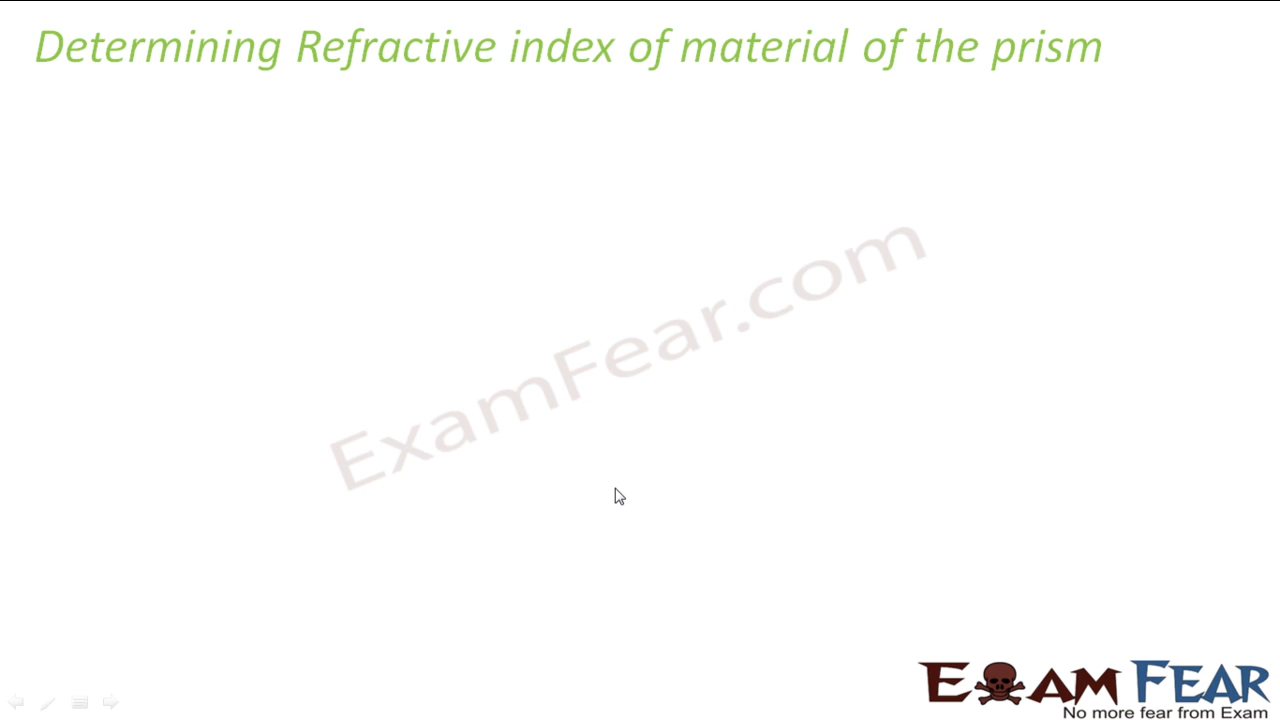 Determining Refractive index of material of the prism
ExamFear.com
EXAM FEAR
No more fear from Exam